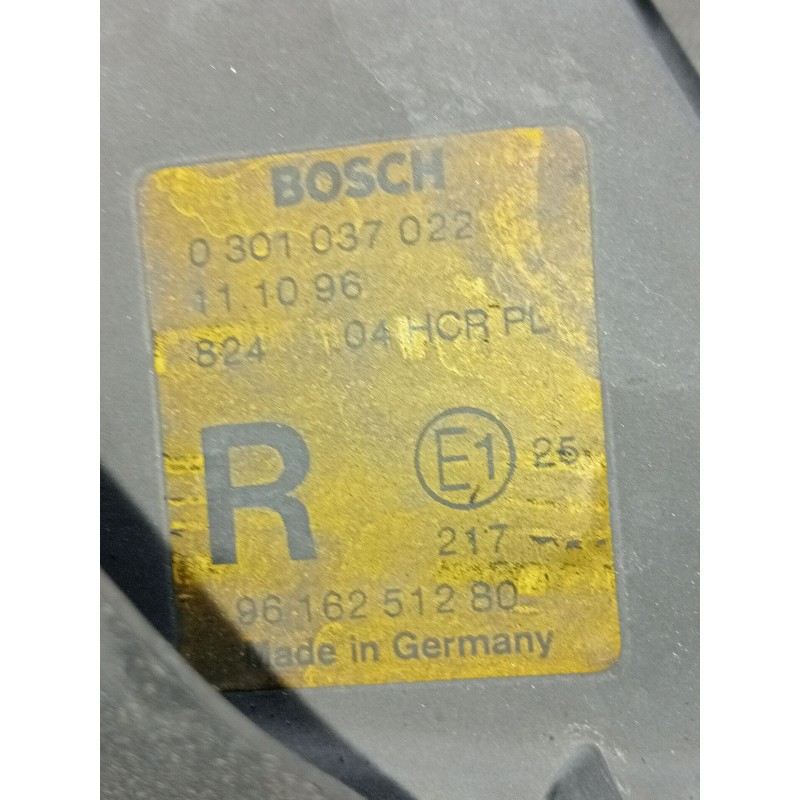 BOSCH
0 301 037 022
11.10 96
824 1 04 HCR PL
R E1 25
217
96 162 512 80
Made in Germany